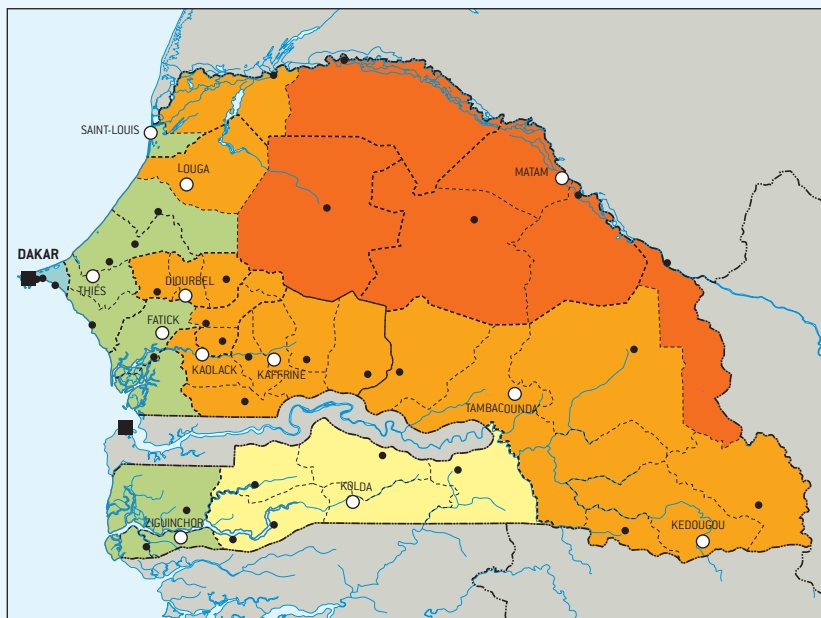 SAINT-LOUIS
LOUGA
MATAM
DAKAR
THIES
DIOURBEL
FATICK
KAOLACK
KAFFRINE
TAMBACOUNDA
KOLDA
ZIGUINCHOR
KEDOUGOU